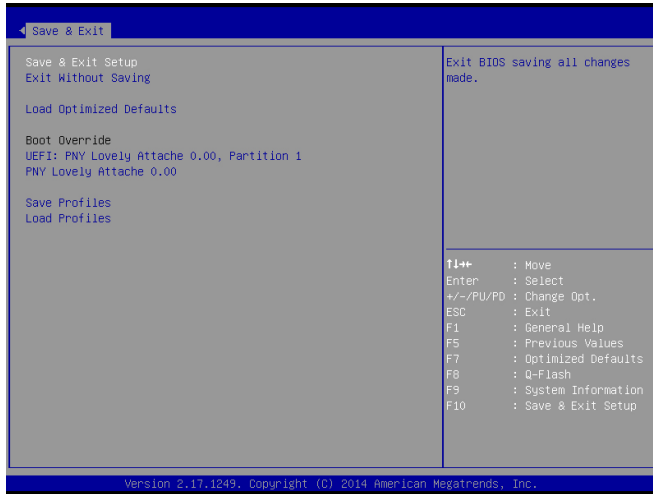 Save & Exit
Save & Exit Setup
Exit Without Saving
Load Optimized Defaults
Boot Override
UEFI: PNY Lovely Attache 0.00, Partition 1
PNY Lovely Attache 0.00
Save Profiles
Load Profiles
Exit BIOS saving all changes
made.
↑↓→← : Move
Enter : Select
+/-/PU/PD : Change Opt.
ESC : Exit
F1 : General Help
F5 : Previous Values
F7 : Optimized Defaults
F8 : Q-Flash
F9 : System Information
F10 : Save & Exit Setup
Version 2.17.1249. Copyright (C) 2014 American Megatrends, Inc.